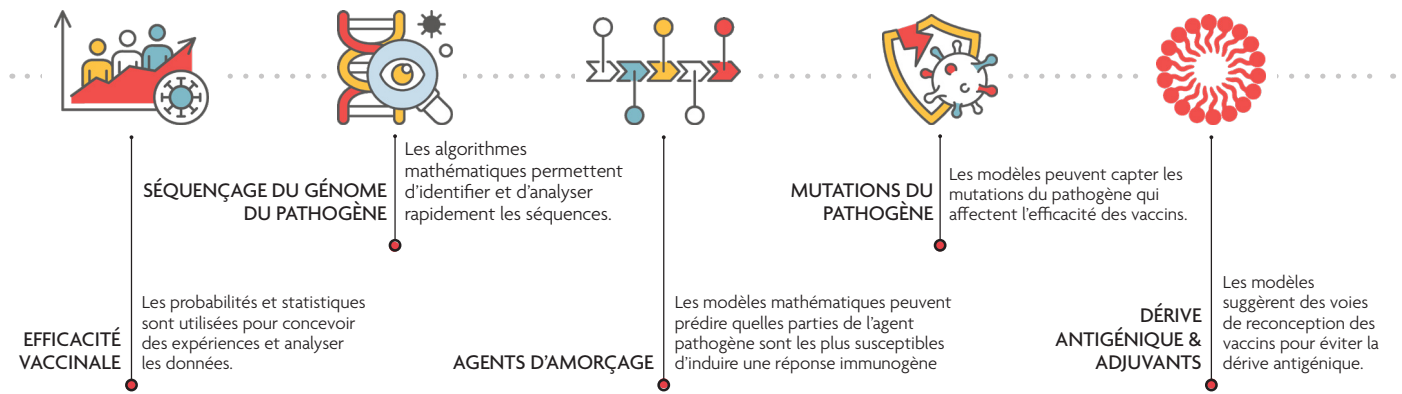 EFFICACITÉ
VACCINALE
Les probabilités et statistiques
sont utilisées pour concevoir
des expériences et analyser
les données.
SÉQUENÇAGE DU GÉNOME
DU PATHOGÈNE
Les algorithmes
mathématiques permettent
d’identifier et d’analyser
rapidement les séquences.
AGENTS D’AMORÇAGE
Les modèles mathématiques peuvent
prédire quelles parties de l’agent
pathogène sont les plus susceptibles
d’induire une réponse immunogène
MUTATIONS DU
PATHOGÈNE
Les modèles peuvent capter les
mutations du pathogène qui
affectent l’efficacité des vaccins.
DÉRIVE
ANTIGÉNIQUE &
ADJUVANTS
Les modèles
suggèrent des voies
de reconception des
vaccins pour éviter la
dérive antigénique.